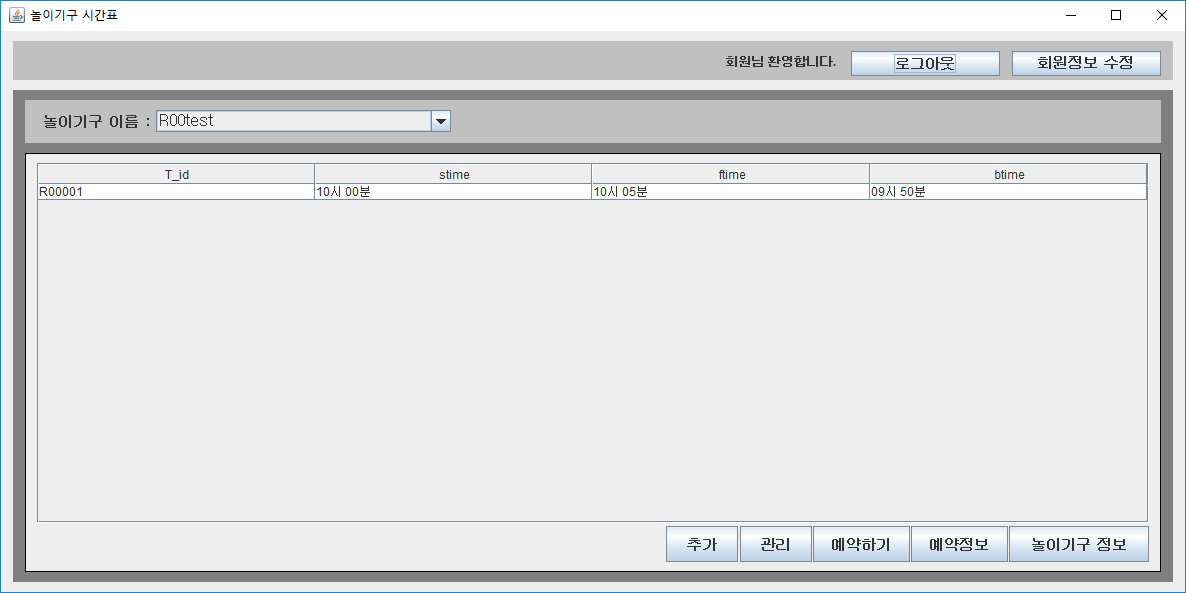 놀이기구 시간표
회원님 환영합니다. 로그아웃 회원정보 수정
놀이기구 이름 : R00test
T_id stime ftime btime
R00001 10시 00분 10시 05분 09시 50분
추가 관리 예약하기 예약정보 놀이기구 정보